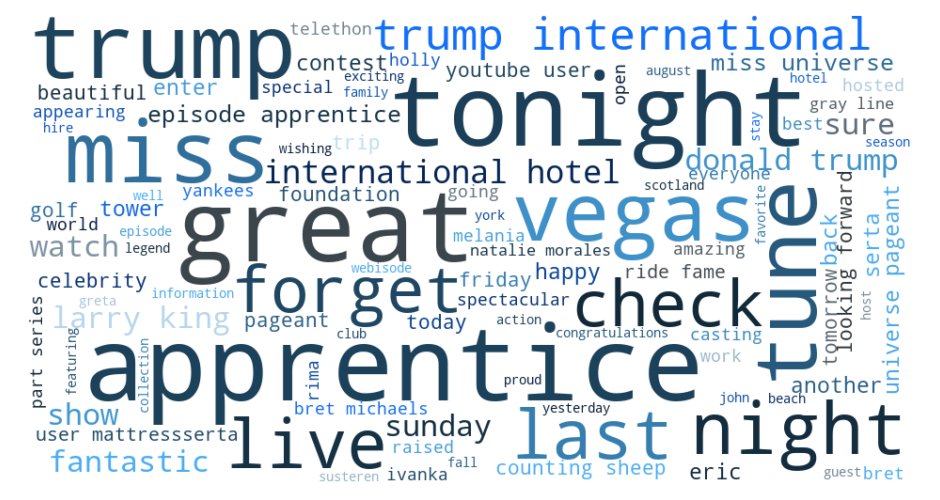 trump
telethon
trump international
contest
holly
youtube user
open
august
miss universe
hotel
hosted
beautiful
enter
special
exciting
family
tonight
gray line
appearing
hire
episode apprentice
stay
best
sure
season
miss
wishing
trip
international hotel
donald trump
everyone
scotland
yankees
foundation
going
well
great
vegas
favorite
tune
golf
tower
world
episode
legend
york
melania
natalie morales
amazing
watch
webisode
back
tomorrow
looking forward
serta
universe pageant
host
celebrity
information
forget
friday
happy
ride fame
spectacular
check
greta
larry king
pageant
today
club
action
congratulations
casting
part series
featuring
collection
apprentice
work
rima
proud
another
show
bret michaels
yesterday
john
beach
user mattressserta
live
sunday
last
night
raised
fantastic
susteren
ivanka
fall
counting sheep
eric
guest
bret